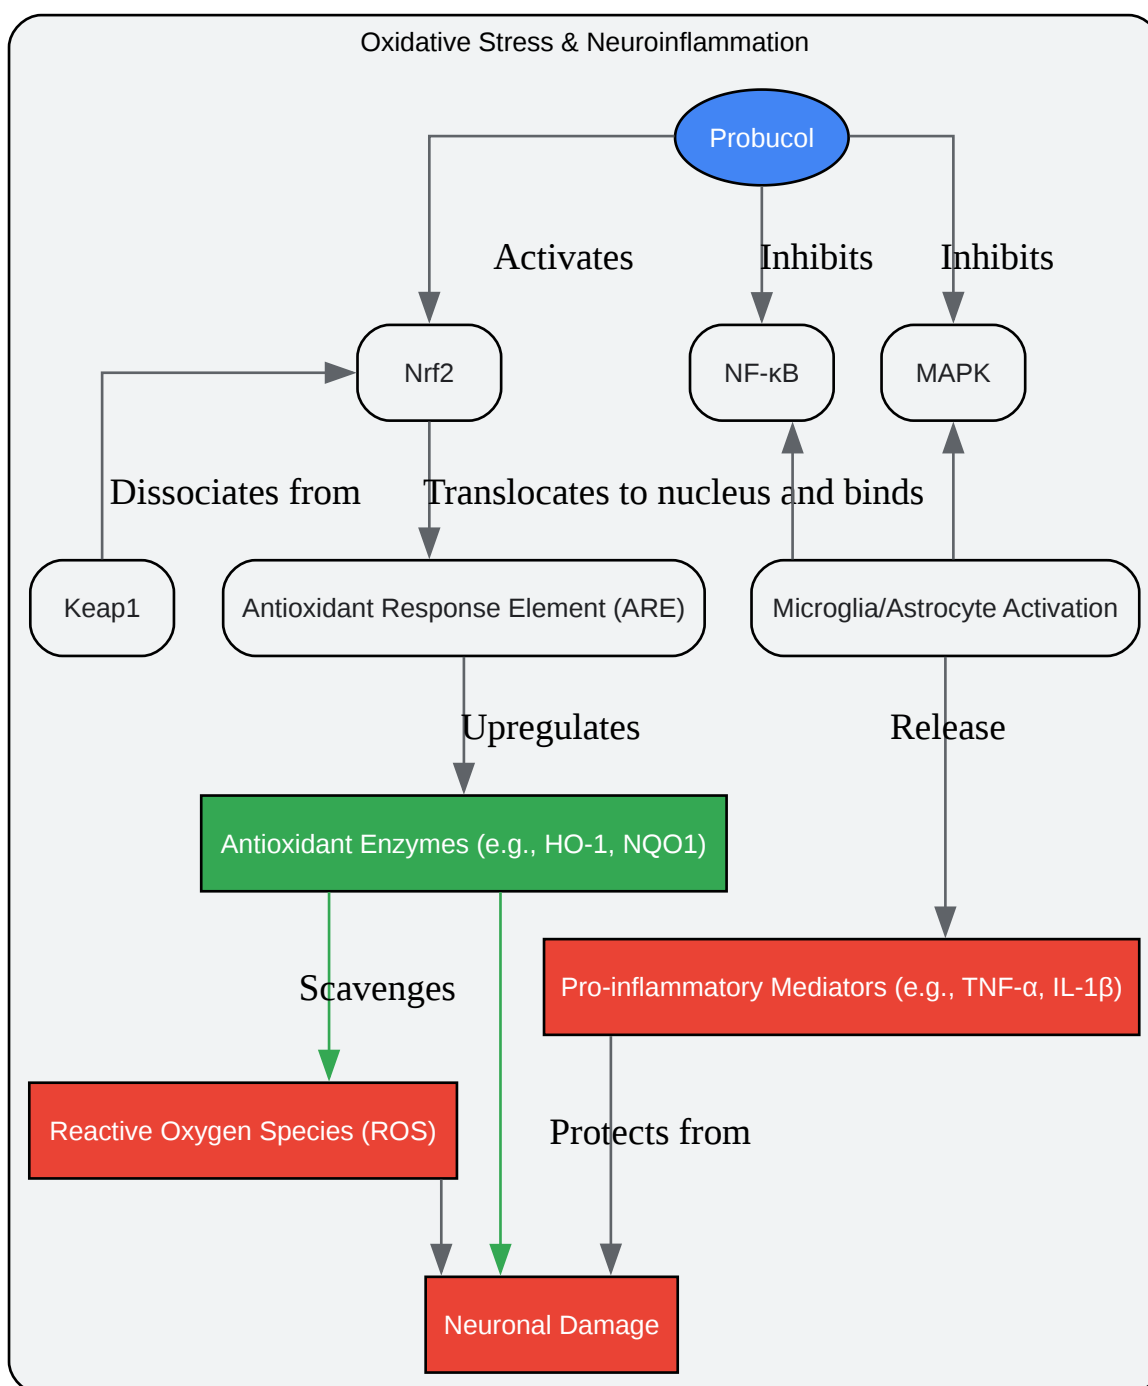 Oxidative Stress & Neuroinflammation
Probucol
Activates
Inhibits
Inhibits
Nrf2
NF-κB
MAPK
Dissociates from
Translocates to nucleus and binds
Keap1
Antioxidant Response Element (ARE)
Microglia/Astrocyte Activation
Upregulates
Release
Antioxidant Enzymes (e.g., HO-1, NQO1)
Scavenges
Pro-inflammatory Mediators (e.g., TNF-α, IL-1β)
Reactive Oxygen Species (ROS)
Protects from
Neuronal Damage